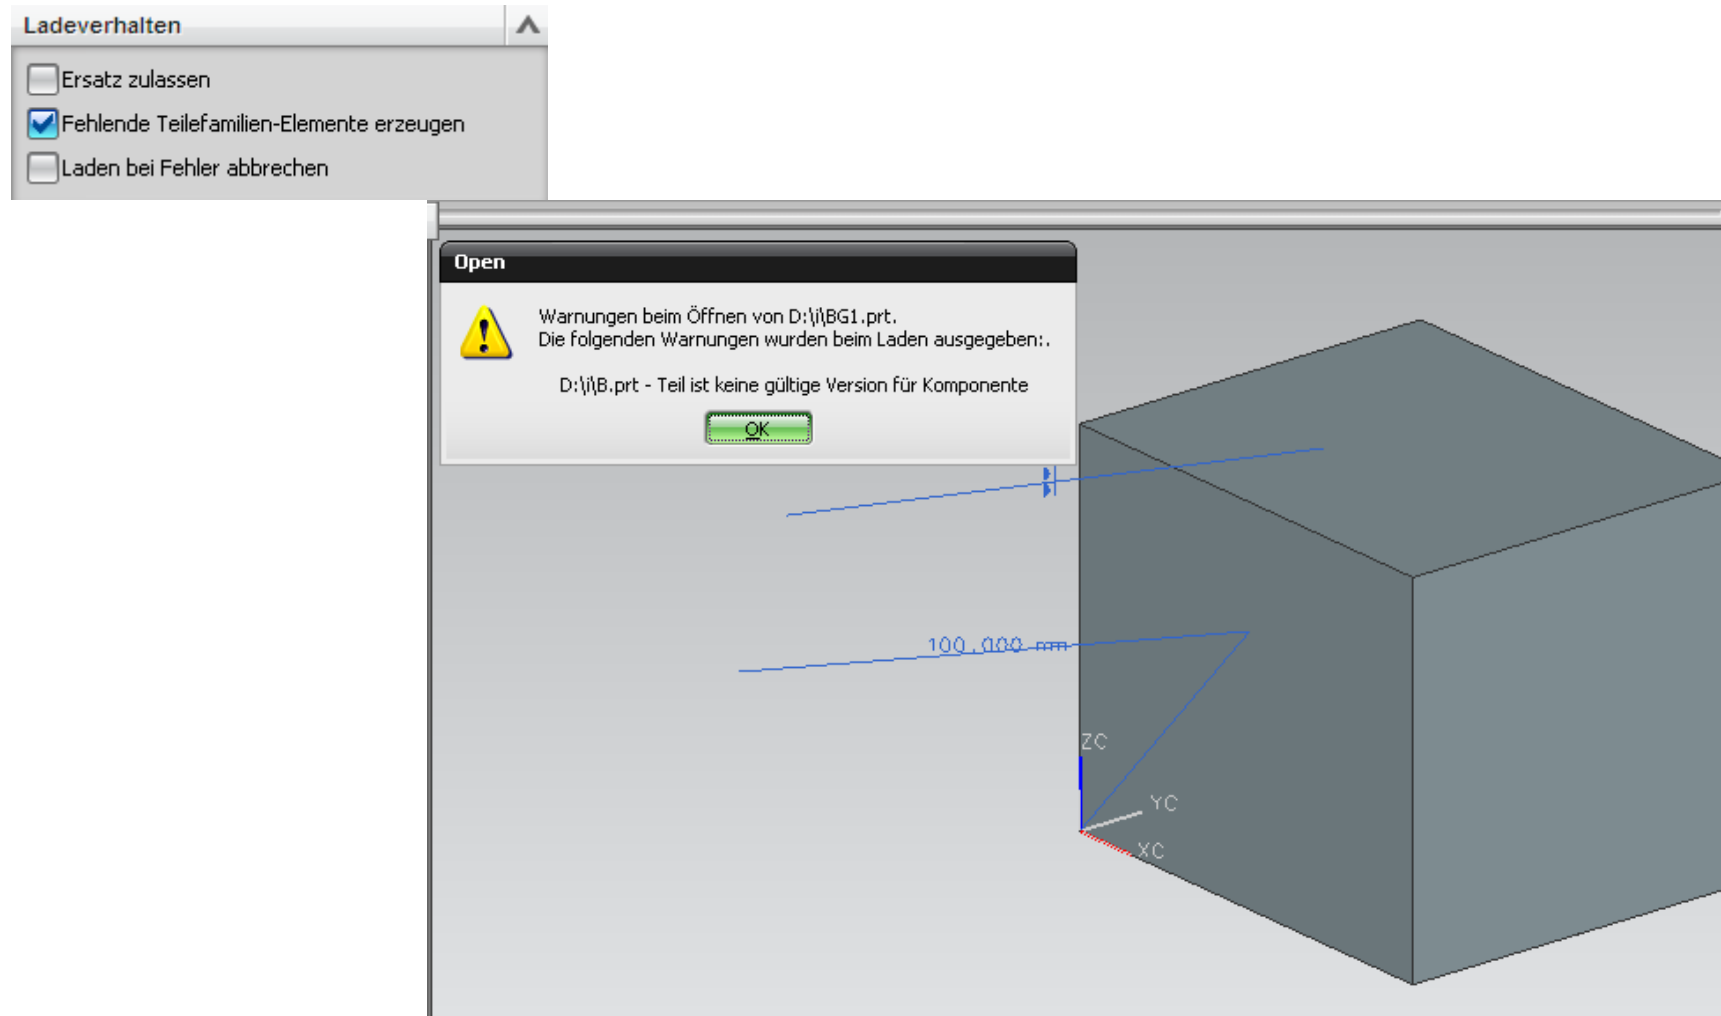 Ladeverhalten
Ersatz zulassen
Fehlende Teilefamilien-Elemente erzeugen
Laden bei Fehler abbrechen
Open
Warnungen beim Öffnen von D:\i\BG1.prt.
Die folgenden Warnungen wurden beim Laden ausgegeben:.
D:\i\B.prt - Teil ist keine gültige Version für Komponente
OK
100.000 mm
ZC
YC
XC